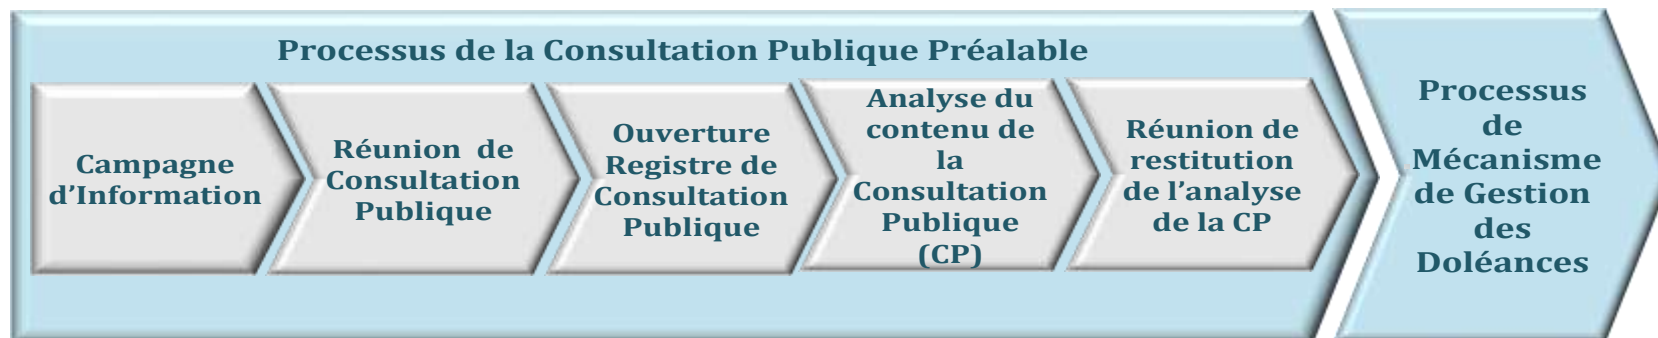 Processus de la Consultation Publique Préalable
Campagne
d’Information
Réunion de
Consultation
Publique
Ouverture
Registre de
Consultation
Publique
Analyse du
contenu de
la
Consultation
Publique
(CP)
Réunion de
restitution
de l’analyse
de la CP
Processus
de
Mécanisme
de Gestion
des
Doléances